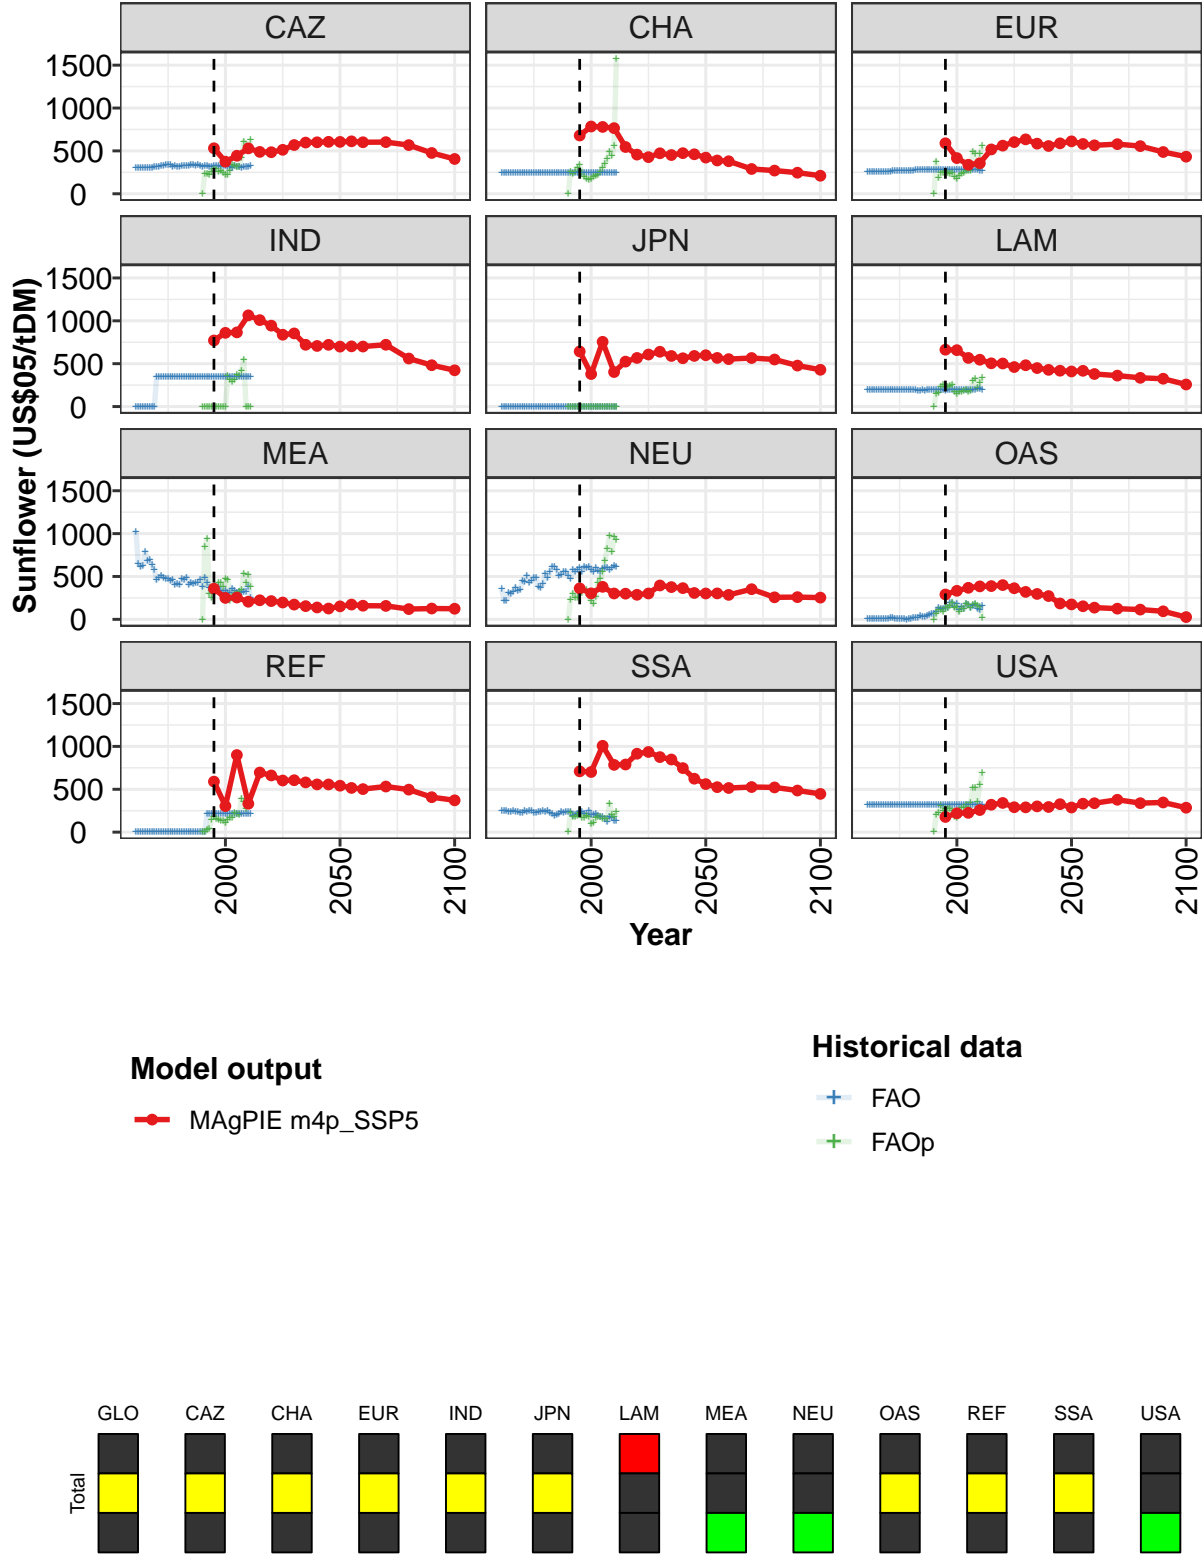 CAZ CHA EUR
1500
1000
500
0
IND JPN LAM
1500
1000
500
0
MEA NEU OAS
1500
1000
500
0
REF SSA USA
1500
1000
500
0
2000 2050 2100 2000 2050 2100 2000 2050 2100
Year
Sunflower (US$05/tDM)
Model output
MAgPIE m4p_SSP5
Historical data
FAO
FAOp
GLO CAZ CHA EUR IND JPN LAM MEA NEU OAS REF SSA USA
Total